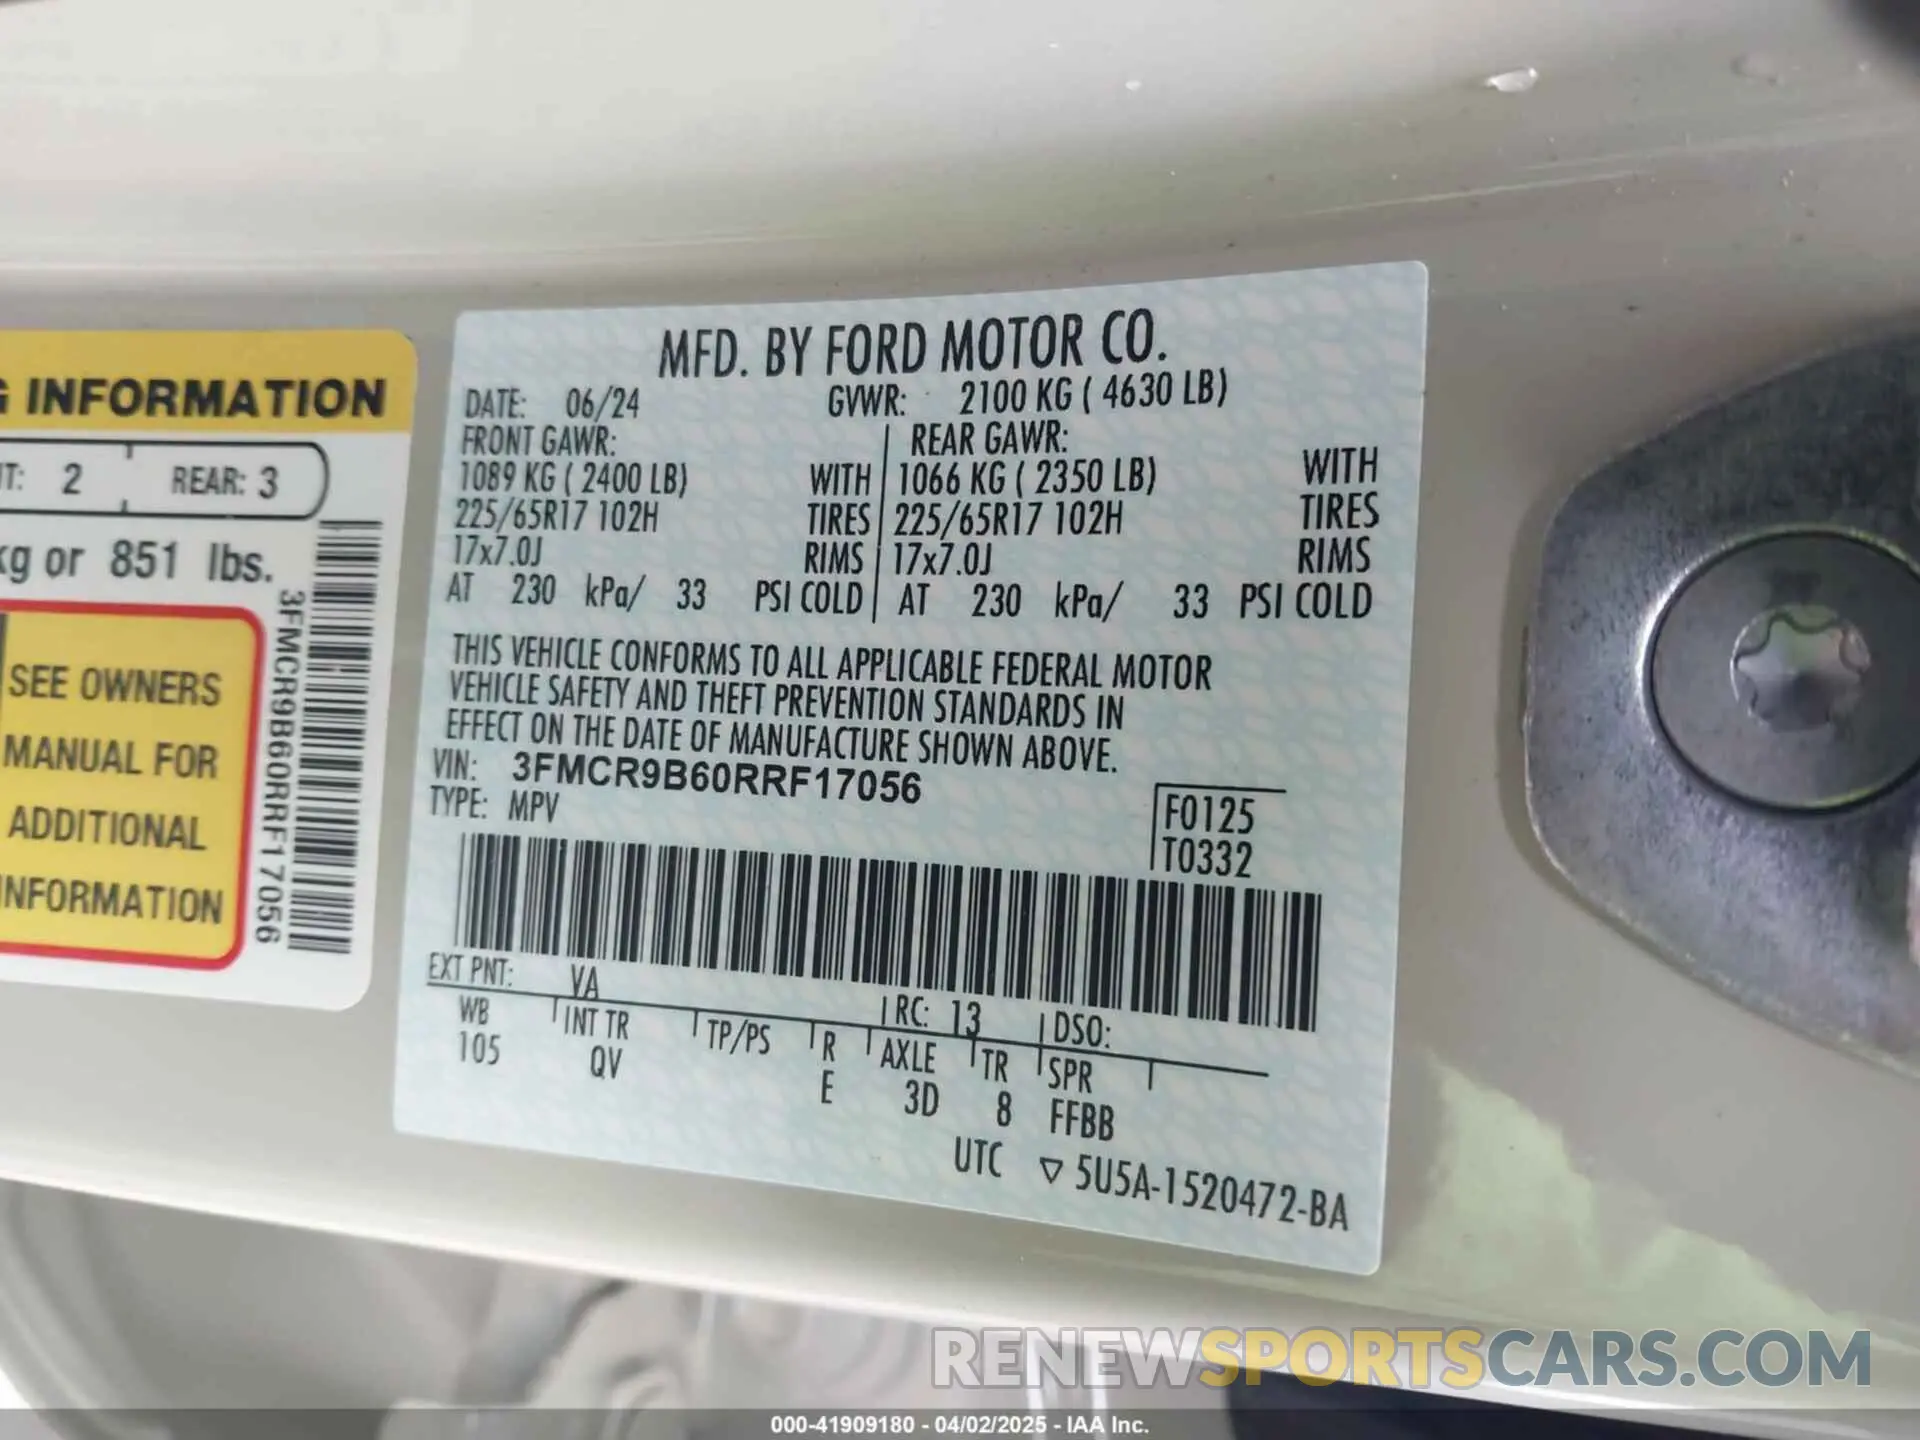 INFORMATION
2 REAR: 3
kg or 851 lbs.
SEE OWNERS
MANUAL FOR
ADDITIONAL
INFORMATION
3FMCR9B60RRF17056
MFD. BY FORD MOTOR CO.
DATE: 06/24 GVWR: 2100 KG ( 4630 LB)
FRONT GAWR: REAR GAWR:
1089 KG ( 2400 LB) WITH 1066 KG ( 2350 LB) WITH
225/65R17 102H TIRES 225/65R17 102H TIRES
17x7.0J RIMS 17x7.0J RIMS
AT 230 kPa/ 33 PSI COLD AT 230 kPa/ 33 PSI COLD
THIS VEHICLE CONFORMS TO ALL APPLICABLE FEDERAL MOTOR
VEHICLE SAFETY AND THEFT PREVENTION STANDARDS IN
EFFECT ON THE DATE OF MANUFACTURE SHOWN ABOVE.
VIN: 3FMCR9B60RRF17056
TYPE: MPV
F0125
T0332
EXT PNT: VA RC: 13 DSO:
WB INT TR TP/PS R AXLE TR SPR
105 QV E 3D 8 FFBB
UTC ▽ 5U5A-1520472-BA
RENEWSPORTSCARS.COM
000-41909180 - 04/02/2025 - IAA Inc.